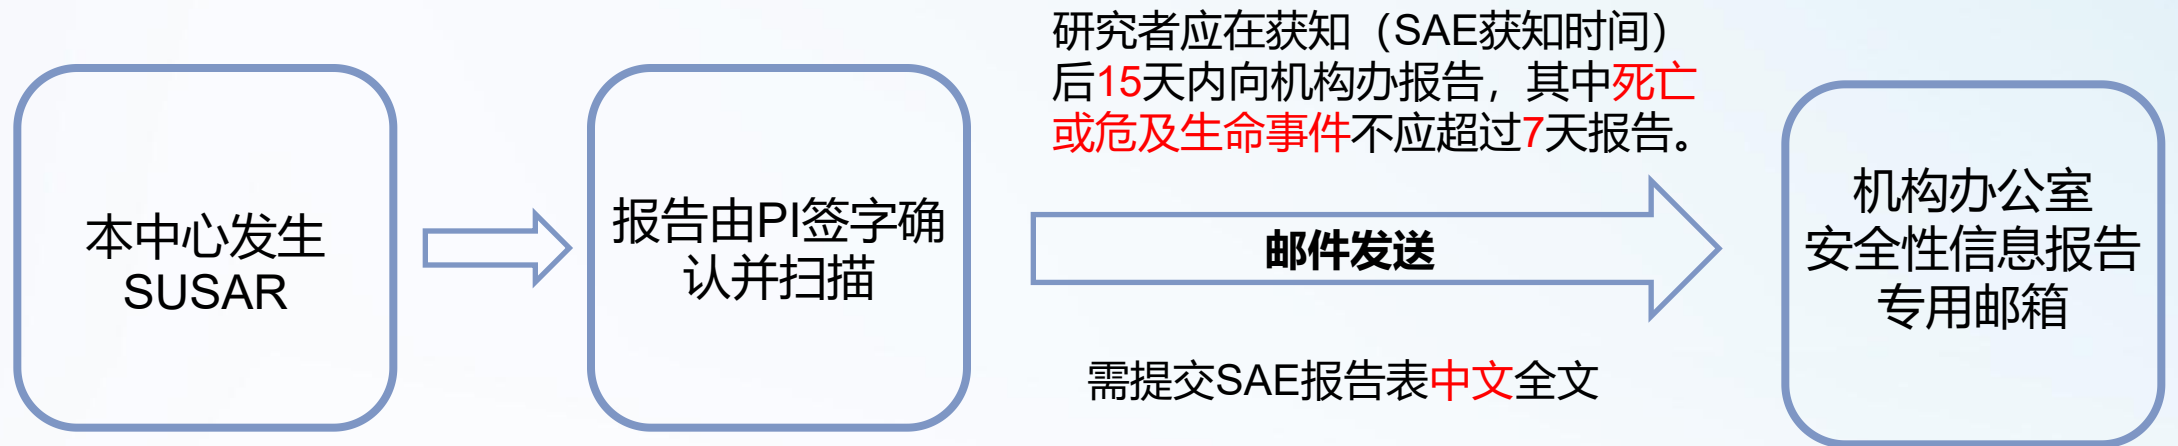 本中心发生
SUSAR
报告由PI签字确
认并扫描
研究者应在获知（SAE获知时间）
后15天内向机构办报告，其中死亡
或危及生命事件不应超过7天报告。
邮件发送
需提交SAE报告表中文全文
机构办公室
安全性信息报告
专用邮箱